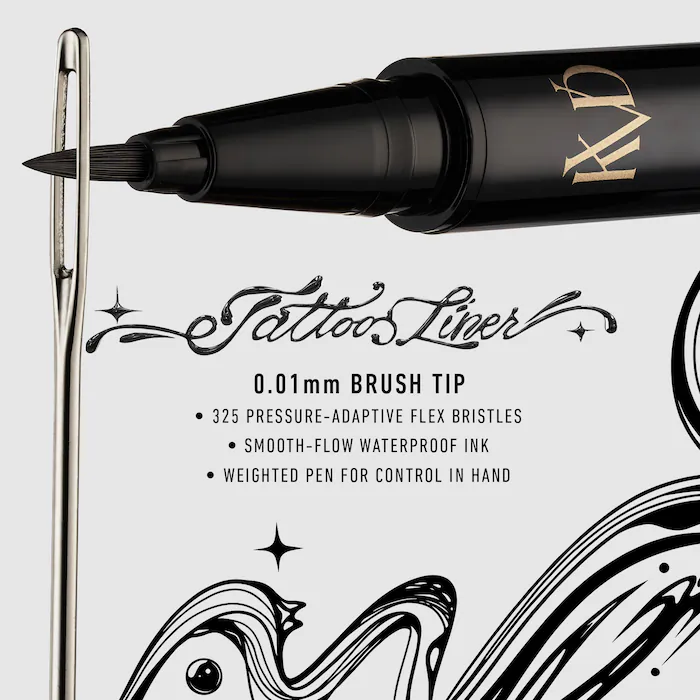 KVD
Tattoo Liner
0.01mm BRUSH TIP
• 325 PRESSURE-ADAPTIVE FLEX BRISTLES
• SMOOTH-FLOW WATERPROOF INK
• WEIGHTED PEN FOR CONTROL IN HAND